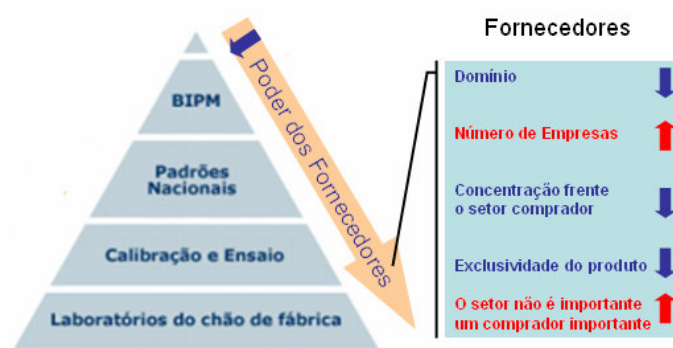 Fornecedores
BIPM
Padrões
Nacionais
Calibração e Ensaio
Laboratórios do chão de fábrica
Poder dos Fornecedores
Domínio
Número de Empresas
Concentração frente
o setor comprador
Exclusividade do produto
O setor não é importante
um comprador importante